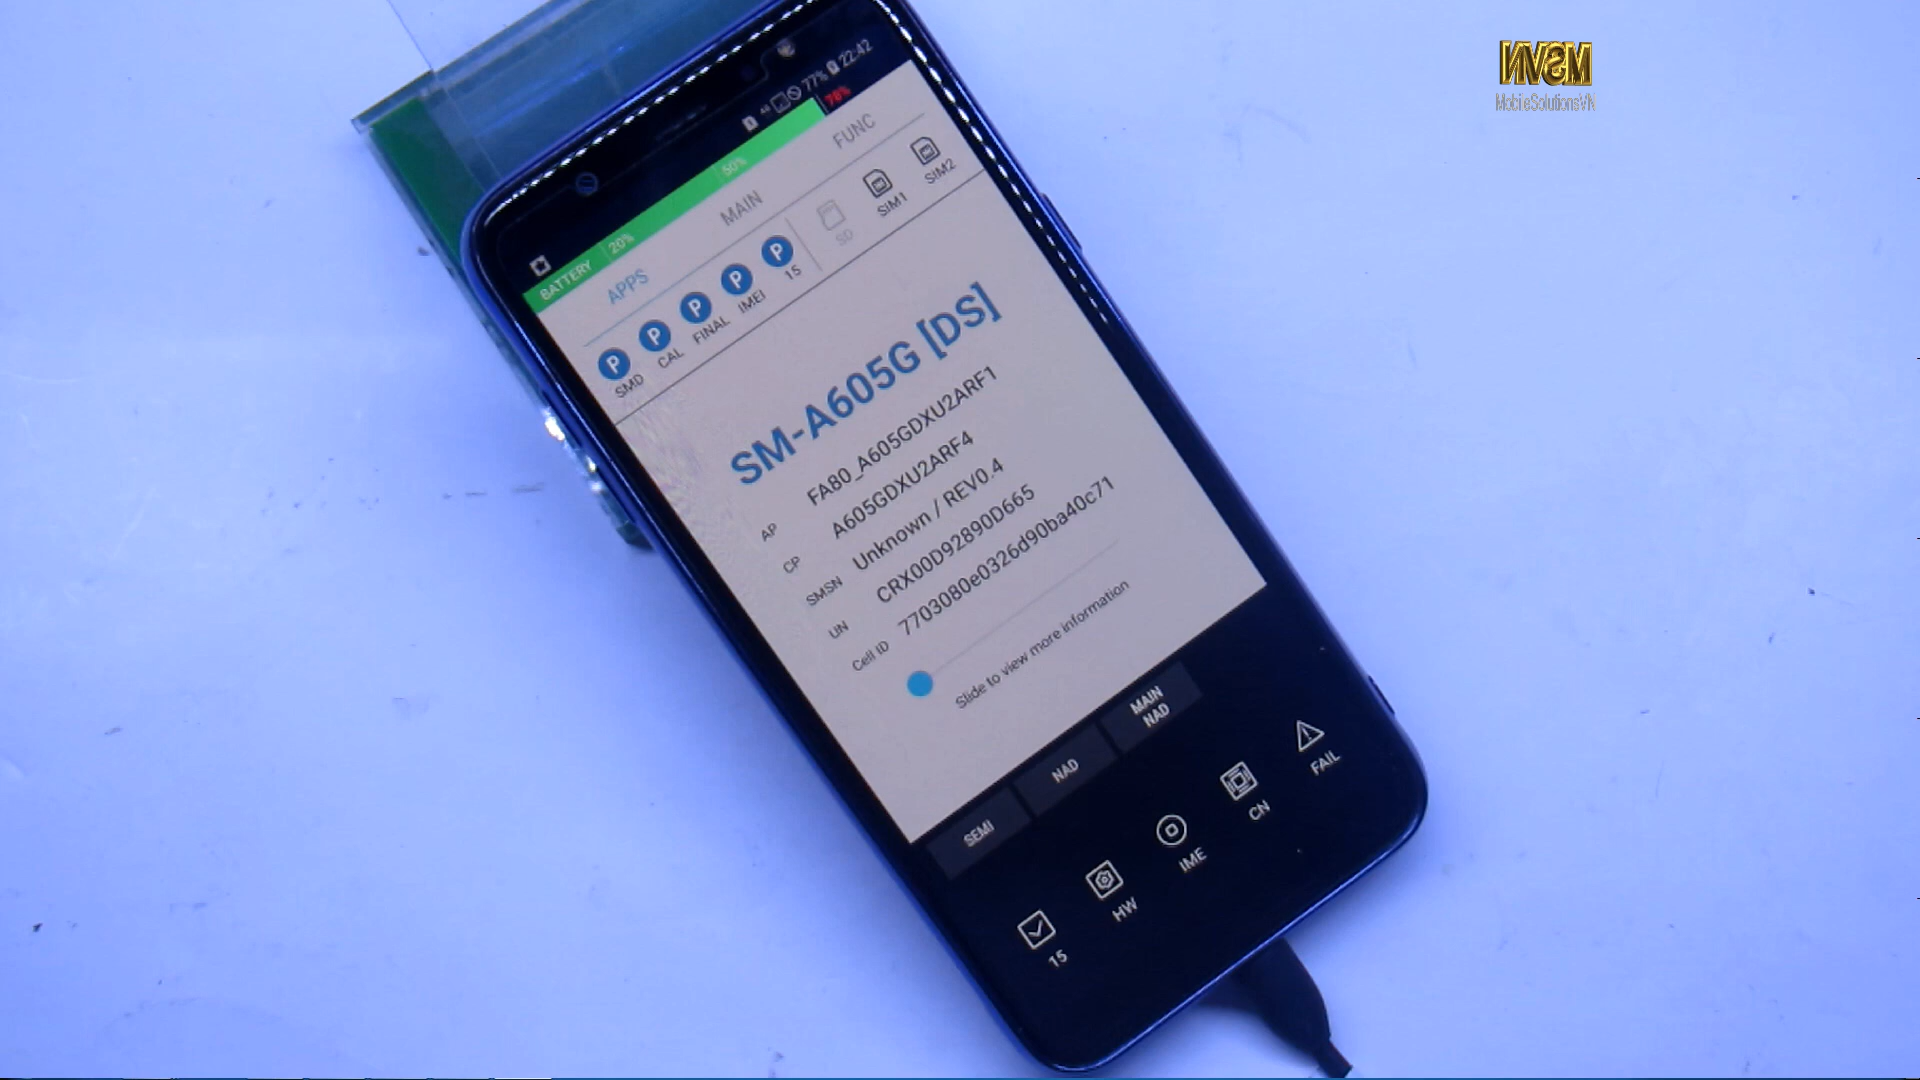 MSVN
MobileSolutionsVN
77% 22:42
BATTERY 20% 50% 78%
APPS MAIN FUNC
P P P P P
SMD CAL FINAL IMEI 15 SD SIM1 SIM2
SM-A605G [DS]
AP FA80_A605GDXU2ARF1
CP A605GDXU2ARF4
SMSN Unknown / REV0.4
UN CRX00D92890D665
Cell ID 7703080e0326d90ba40c71
Slide to view more information
SEMI NAD MAIN
NAD
15 HW IME CN FAIL